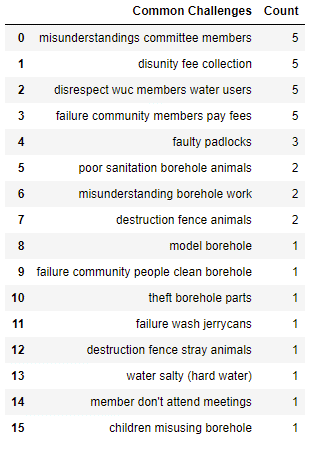 Common Challenges Count
0 misunderstandings committee members 5
1 disunity fee collection 5
2 disrespect wuc members water users 5
3 failure community members pay fees 5
4 faulty padlocks 3
5 poor sanitation borehole animals 2
6 misunderstanding borehole work 2
7 destruction fence animals 2
8 model borehole 1
9 failure community people clean borehole 1
10 theft borehole parts 1
11 failure wash jerrycans 1
12 destruction fence stray animals 1
13 water salty (hard water) 1
14 member don't attend meetings 1
15 children misusing borehole 1